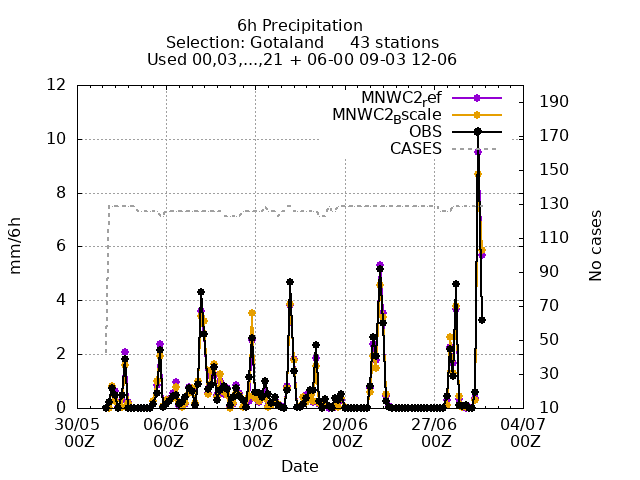 6h Precipitation
Selection: Gotaland 43 stations
Used 00,03,...,21 + 06-00 09-03 12-06
MNWC2_ref
MNWC2_Bscale
OBS
CASES
mm/6h
12
10
8
6
4
2
0
No cases
190
170
150
130
110
90
70
50
30
10
30/05 06/06 13/06 20/06 27/06 04/07
00Z 00Z 00Z 00Z 00Z 00Z
Date